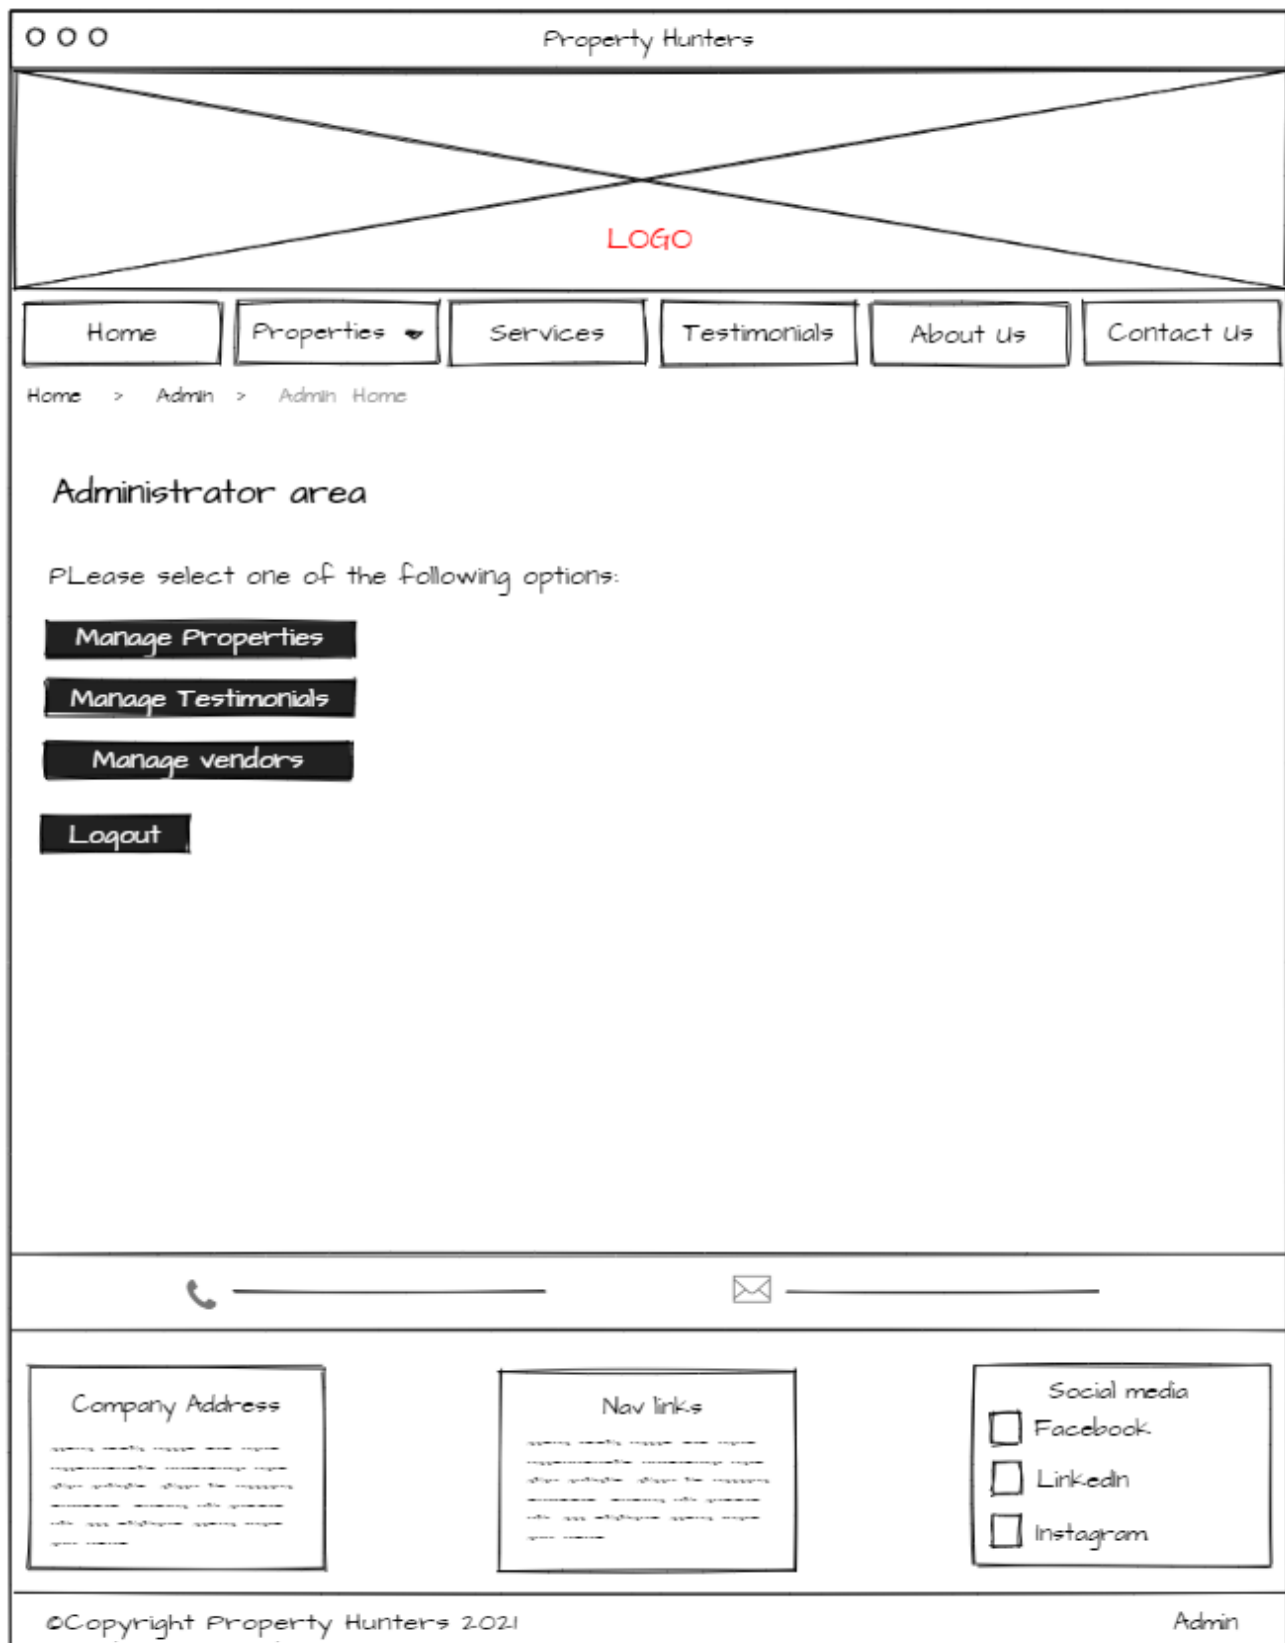 Property Hunters
LOGO
Home Properties Services Testimonials About Us Contact Us
Home > Admin > Admin Home
Administrator area
PLease select one of the following options:
Manage Properties
Manage Testimonials
Manage vendors
Logout
Company Address
Nav links
Social media
Facebook
LinkedIn
Instagram
©Copyright Property Hunters 2021 Admin